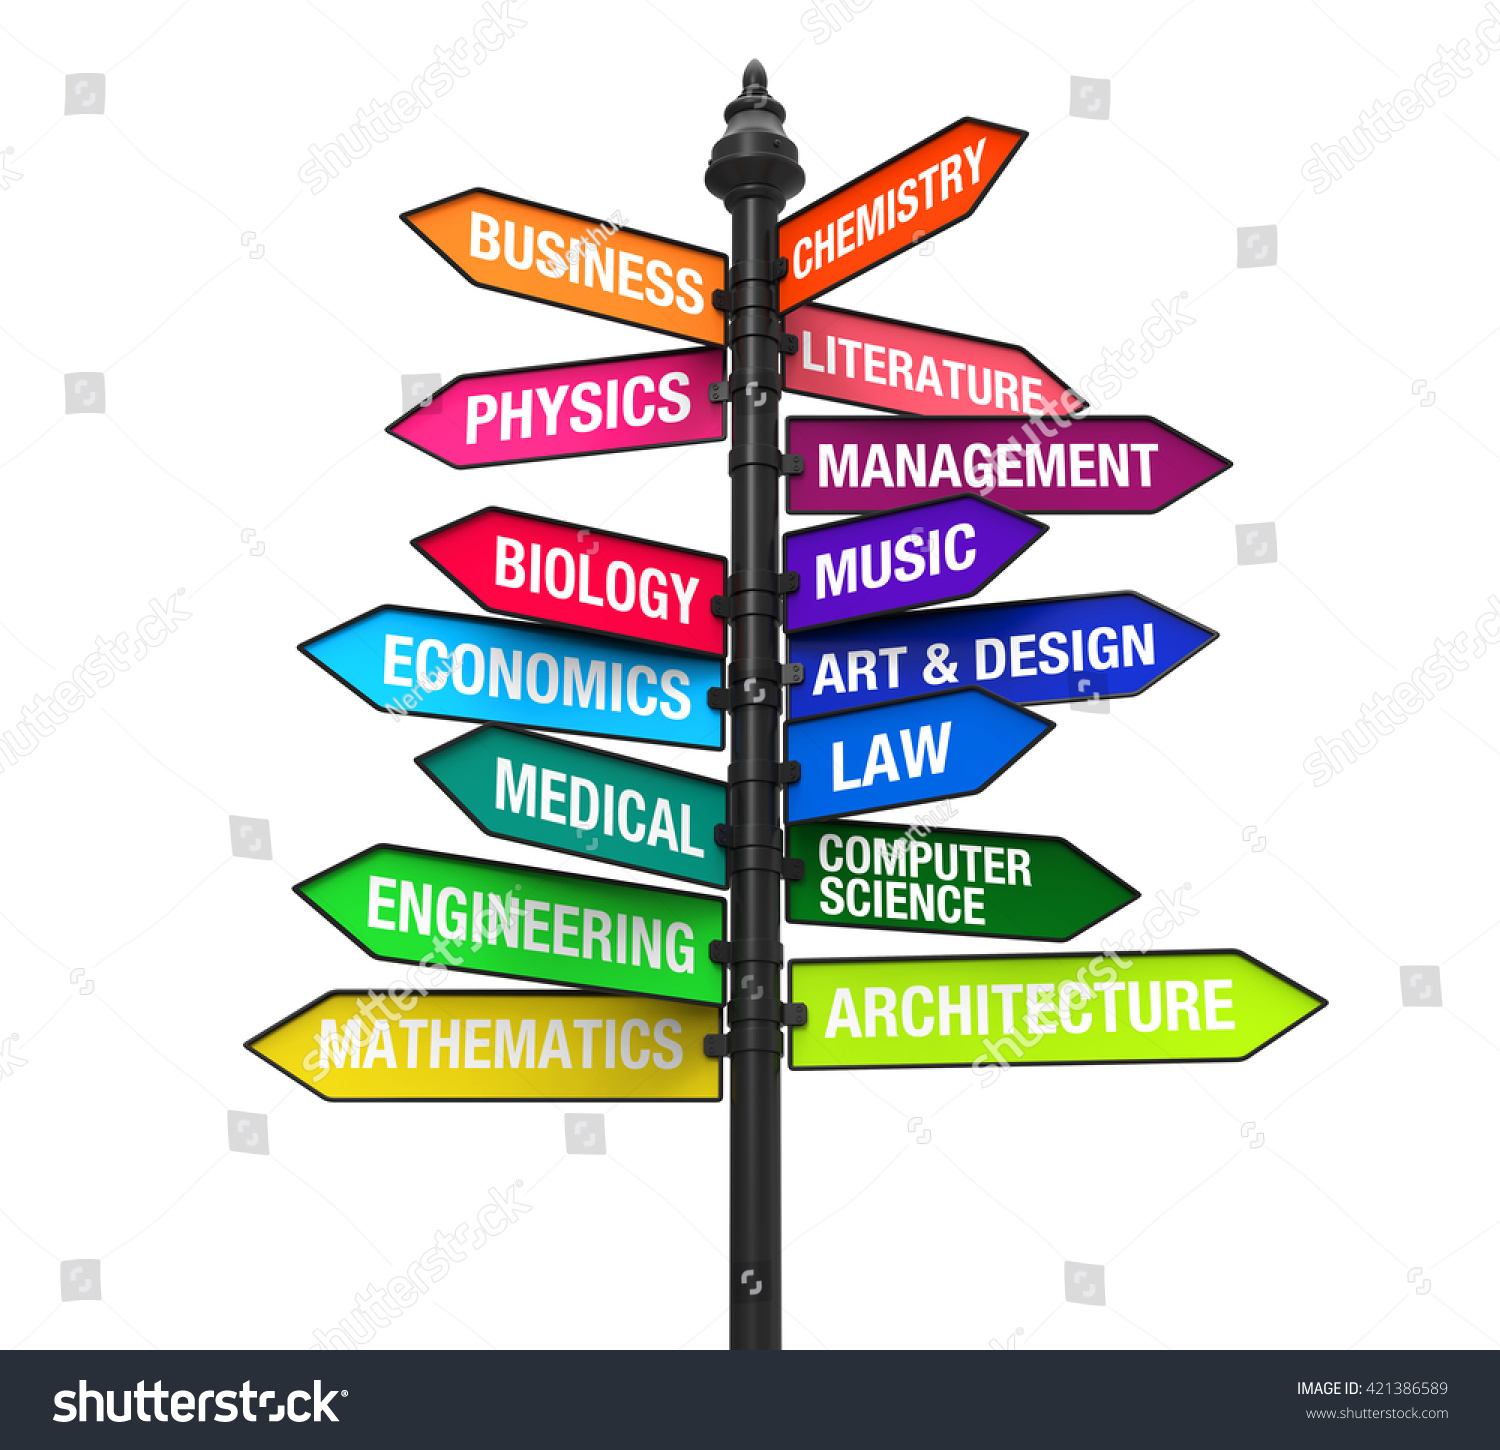 CHEMISTRY
BUSINESS
LITERATURE
PHYSICS
MANAGEMENT
MUSIC
BIOLOGY
ART & DESIGN
ECONOMICS
LAW
MEDICAL
COMPUTER
SCIENCE
ENGINEERING
ARCHITECTURE
MATHEMATICS
shutterstock
Nerthuz
IMAGE ID: 421386589
www.shutterstock.com